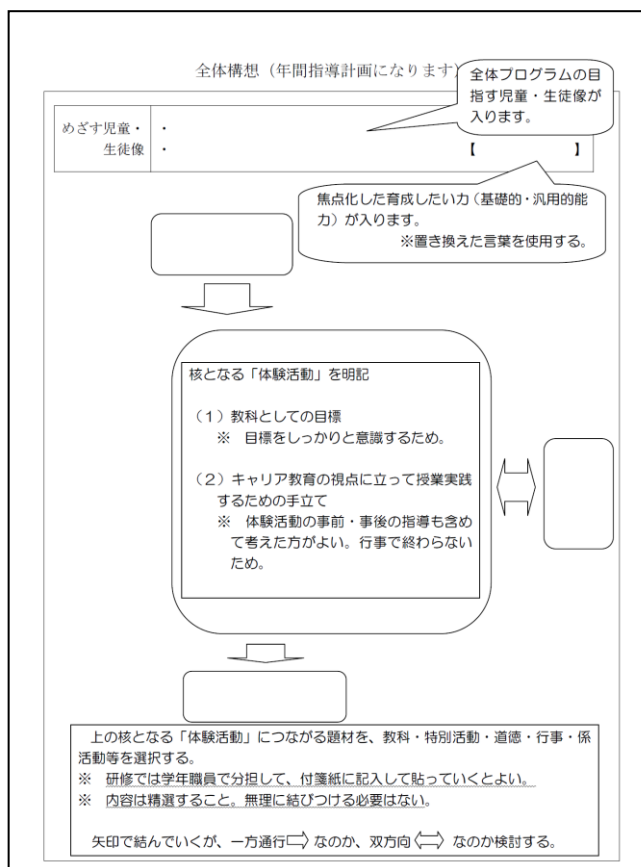 全体構想（年間指導計画になります）
全体プログラムの目
指す児童・生徒像が
入ります。
めざす児童・
生徒像
・
・
【　　　　　】
焦点化した育成したい力（基礎的・汎用的能
力）が入ります。
※置き換えた言葉を使用する。
核となる「体験活動」を明記
（１）教科としての目標
※　目標をしっかりと意識するため。
（２）キャリア教育の視点に立って授業実践
するための手立て
※　体験活動の事前・事後の指導も含め
て考えた方がよい。行事で終わらない
ため。
上の核となる「体験活動」につながる題材を、教科・特別活動・道徳・行事・係
活動等を選択する。
※　研修では学年職員で分担して、付箋紙に記入して貼っていくとよい。
※　内容は精選すること。無理に結びつける必要はない。
矢印で結んでいくが、一方通行⇨なのか、双方向⇔なのか検討する。